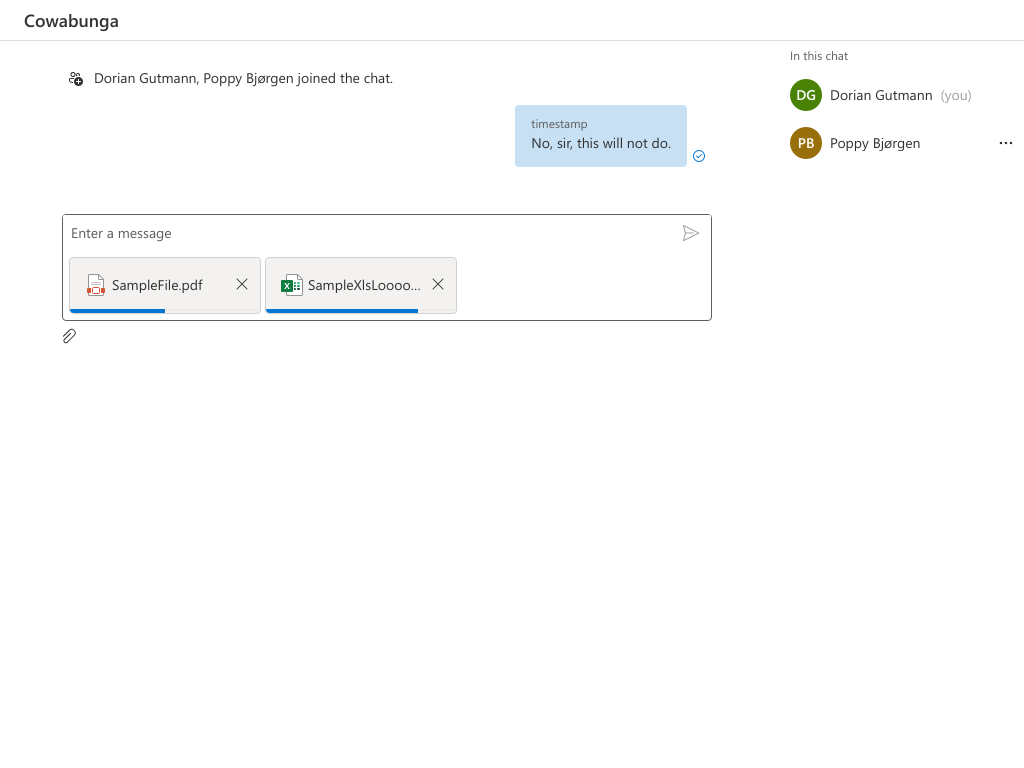 Cowabunga
In this chat
Dorian Gutmann, Poppy Bjørgen joined the chat.
DG Dorian Gutmann (you)
timestamp
No, sir, this will not do.
PB Poppy Bjørgen
Enter a message
SampleFile.pdf
SampleXlsLoooo...